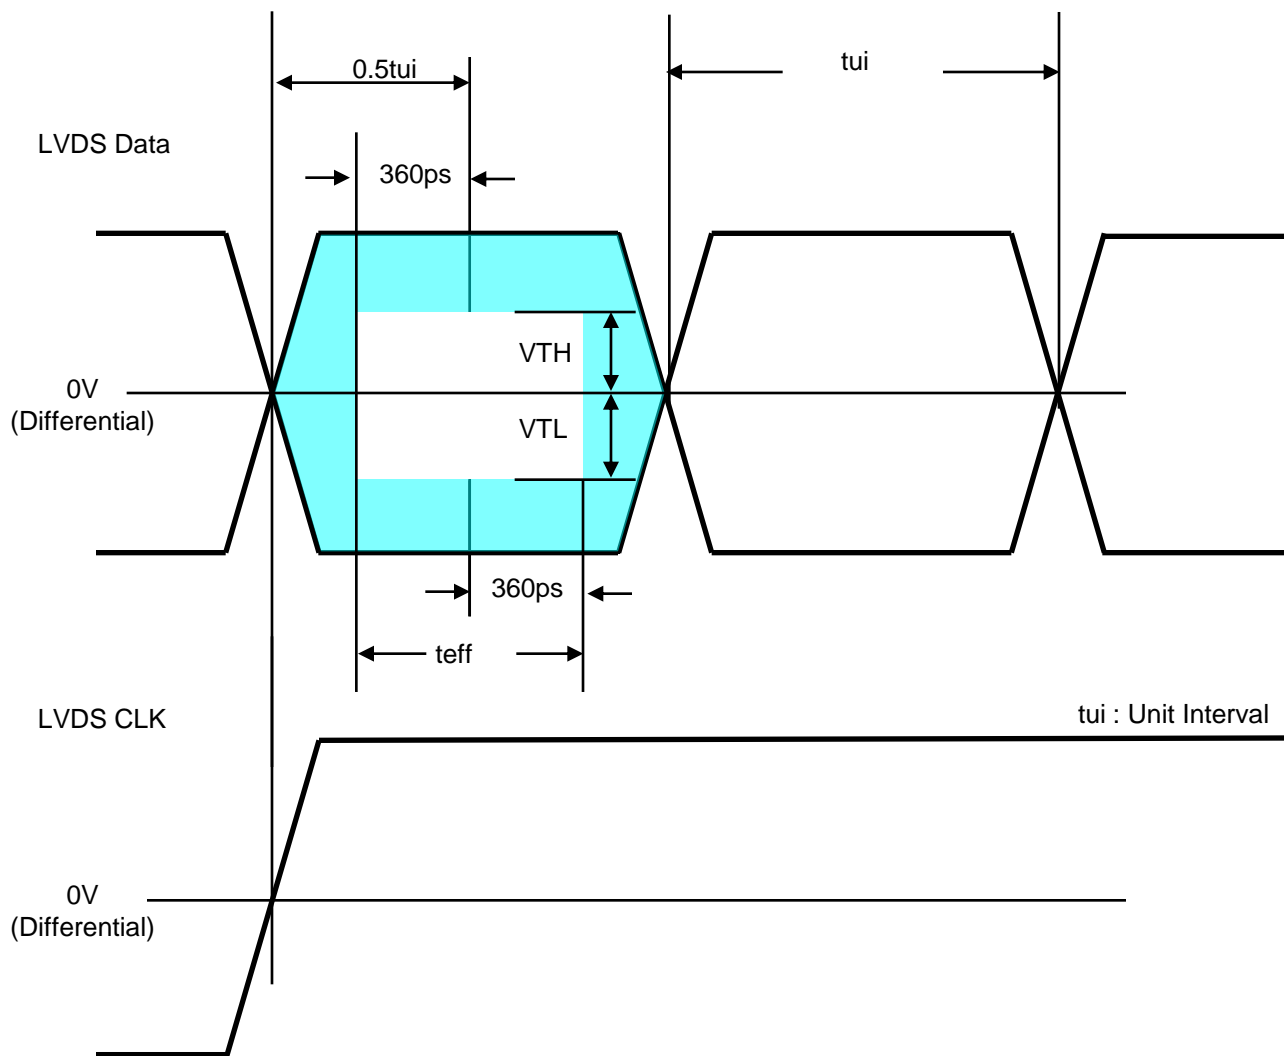 0.5tui
tui
LVDS Data
360ps
VTH
0V
(Differential)
VTL
360ps
teff
LVDS CLK
tui : Unit Interval
0V
(Differential)